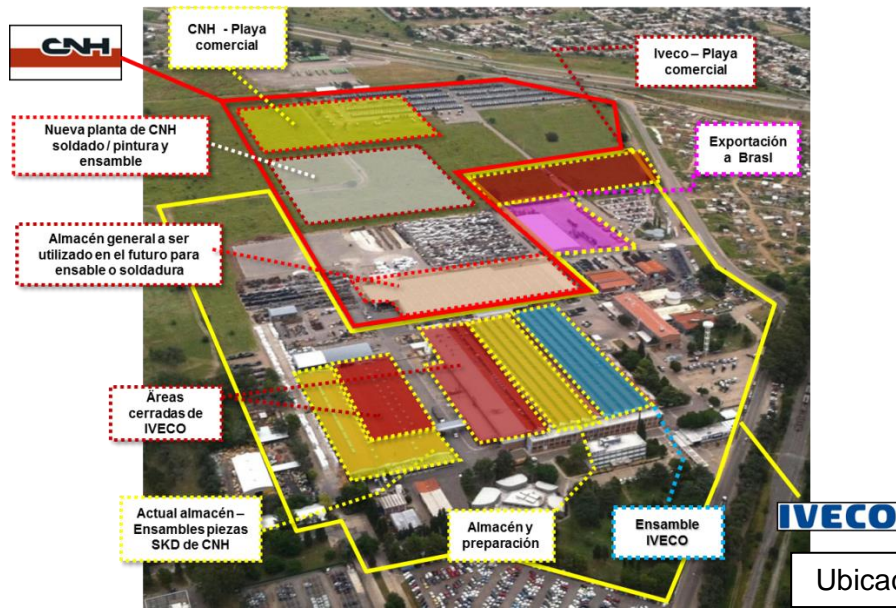 CNH
CNH - Playa
comercial
Iveco – Playa
comercial
Nueva planta de CNH
soldado / pintura y
ensamble
Exportación
a Brasl
Almacén general a ser
utilizado en el futuro para
ensable o soldadura
Äreas
cerradas de
IVECO
Actual almacén –
Ensambles piezas
SKD de CNH
Almacén y
preparación
Ensamble
IVECO
IVECO
Ubicac